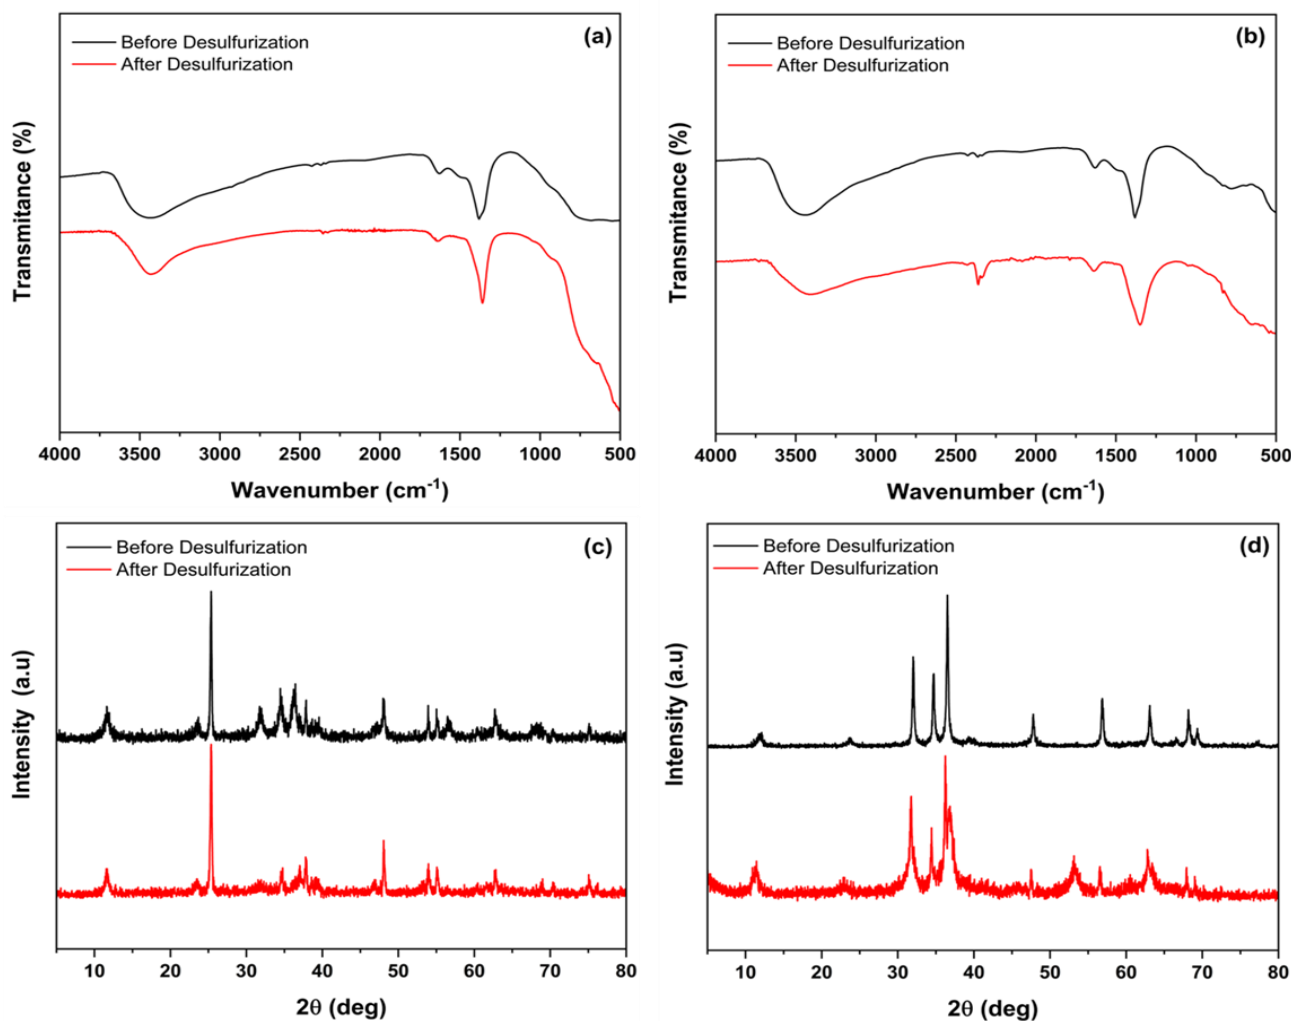 (a)
Before Desulfurization
After Desulfurization
Transmitance (%)
4000 3500 3000 2500 2000 1500 1000 500
Wavenumber (cm-1)
(b)
Before Desulfurization
After Desulfurization
Transmitance (%)
4000 3500 3000 2500 2000 1500 1000 500
Wavenumber (cm-1)
(c)
Before Desulfurization
After Desulfurization
Intensity (a.u)
10 20 30 40 50 60 70 80
2θ (deg)
(d)
Before Desulfurization
After Desulfurization
Intensity (a.u)
10 20 30 40 50 60 70 80
2θ (deg)